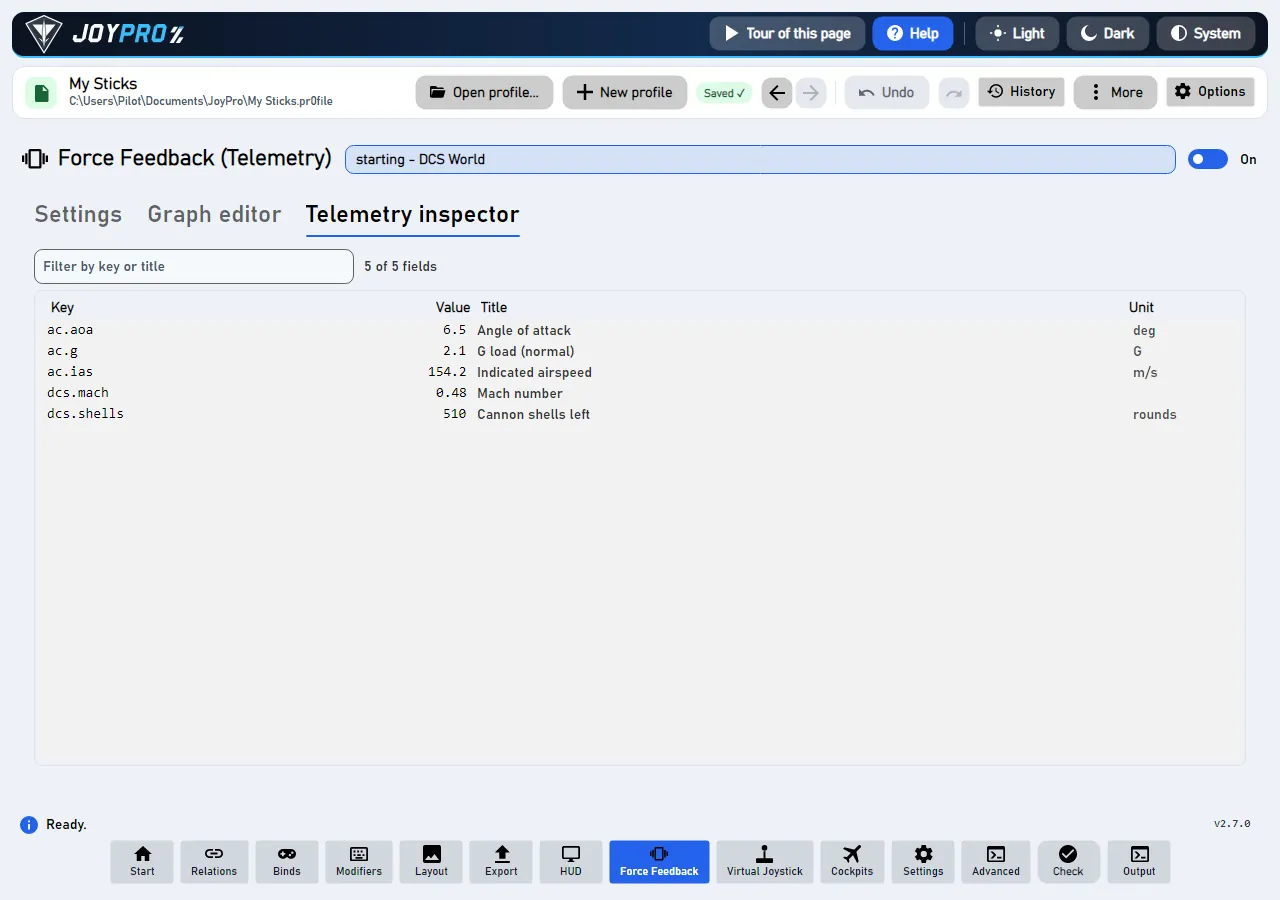 JOYPRO
Tour of this page
Help
Light
Dark
System
My Sticks
C:\Users\Pilot\Documents\JoyPro\My Sticks.pr0file
Open profile...
New profile
Saved ✓
Undo
History
More
Options
Force Feedback (Telemetry)
starting - DCS World
On
Settings
Graph editor
Telemetry inspector
Filter by key or title
5 of 5 fields
Key Value Title Unit
ac.aoa 6.5 Angle of attack deg
ac.g 2.1 G load (normal) G
ac.ias 154.2 Indicated airspeed m/s
dcs.mach 0.48 Mach number
dcs.shells 510 Cannon shells left rounds
Ready.
v2.7.0
Start
Relations
Binds
Modifiers
Layout
Export
HUD
Force Feedback
Virtual Joystick
Cockpits
Settings
Advanced
Check
Output